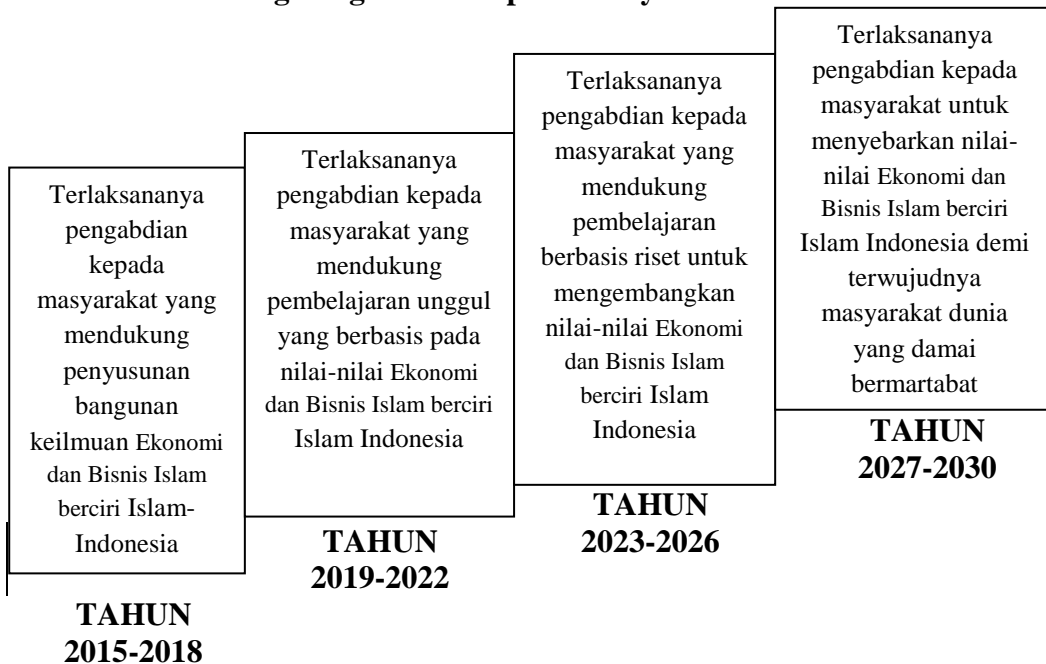 Terlaksananya
pengabdian
kepada
masyarakat yang
mendukung
penyusunan
bangunan
keilmuan Ekonomi
dan Bisnis Islam
berciri Islam-
Indonesia
TAHUN
2015-2018
Terlaksananya
pengabdian kepada
masyarakat yang
mendukung
pembelajaran unggul
yang berbasis pada
nilai-nilai Ekonomi
dan Bisnis Islam berciri
Islam Indonesia
TAHUN
2019-2022
Terlaksananya
pengabdian kepada
masyarakat yang
mendukung
pembelajaran
berbasis riset untuk
mengembangkan
nilai-nilai Ekonomi
dan Bisnis Islam
berciri Islam
Indonesia
TAHUN
2023-2026
Terlaksananya
pengabdian kepada
masyarakat untuk
menyebarkan nilai-
nilai Ekonomi dan
Bisnis Islam berciri
Islam Indonesia demi
terwujudnya
masyarakat dunia
yang damai
bermartabat
TAHUN
2027-2030